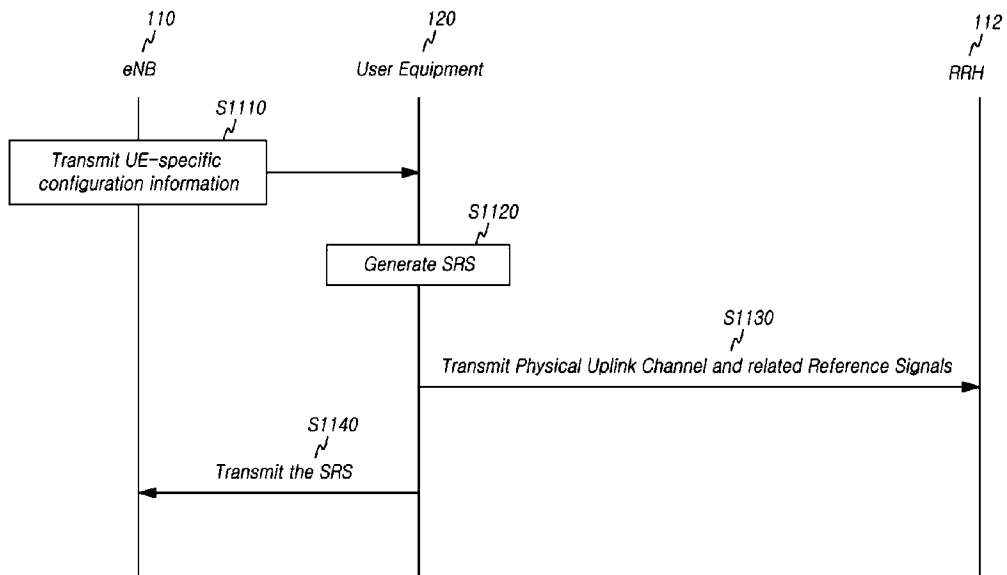 110
eNB
120
User Equipment
112
RRH
S1110
Transmit UE-specific
configuration information
S1120
Generate SRS
S1130
Transmit Physical Uplink Channel and related Reference Signals
S1140
Transmit the SRS